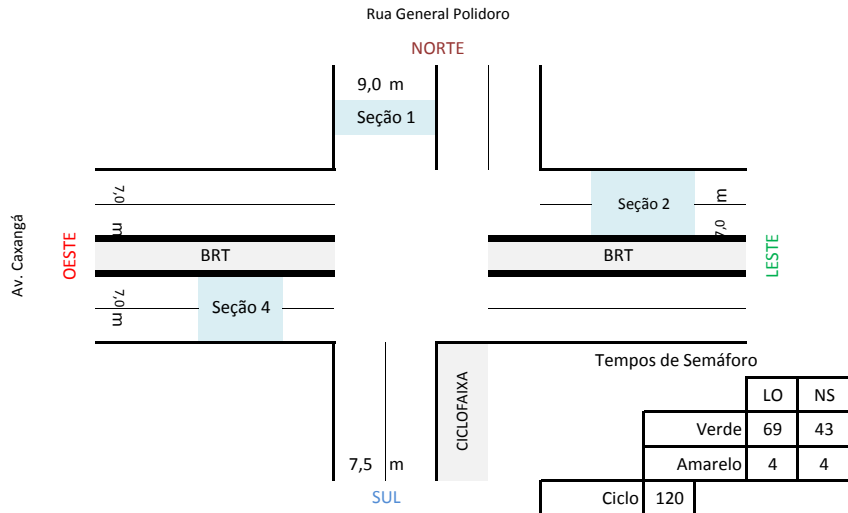 Rua General Polidoro
NORTE
9,0 m
Seção 1
7,0 m
Seção 2
7,0 m
Av. Caxangá
OESTE
BRT
BRT
LESTE
7,0 m
Seção 4
Tempos de Semáforo
LO NS
CICLOFAIXA
Verde 69 43
7,5 m
Amarelo 4 4
SUL
Ciclo 120